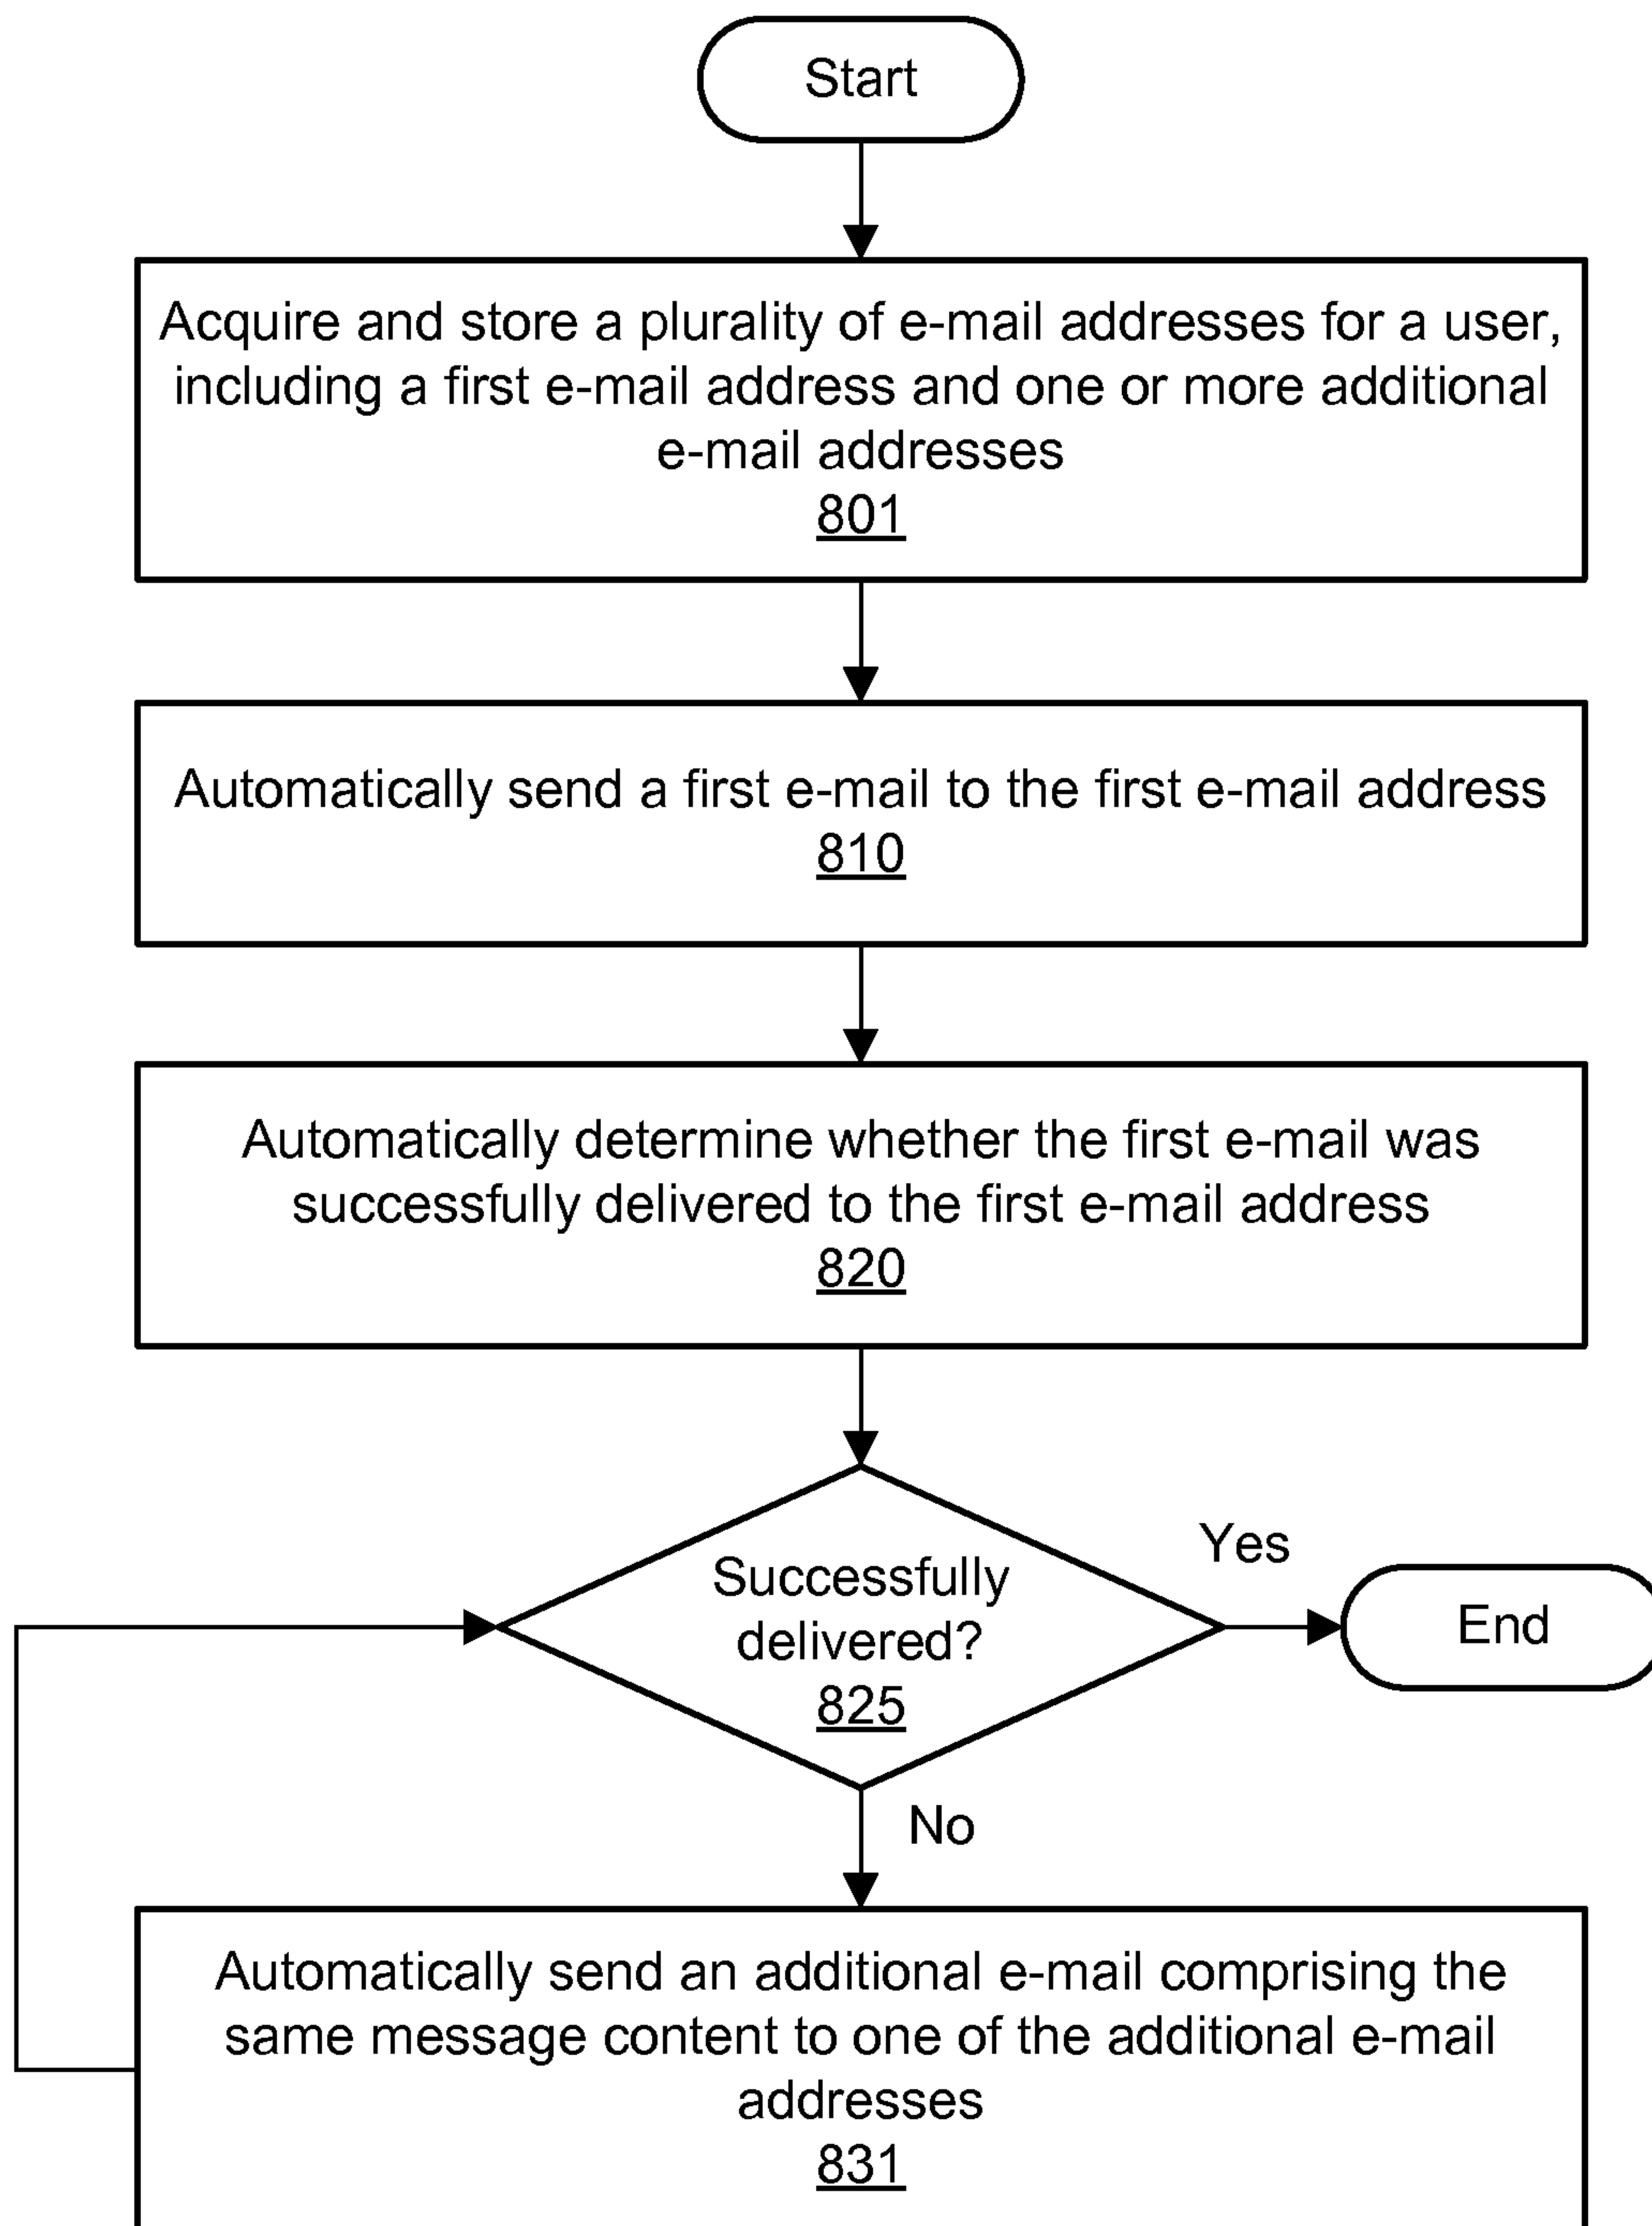 Start
Acquire and store a plurality of e-mail addresses for a user,
including a first e-mail address and one or more additional
e-mail addresses
801
Automatically send a first e-mail to the first e-mail address
810
Automatically determine whether the first e-mail was
successfully delivered to the first e-mail address
820
Successfully
delivered?
825
Yes
End
No
Automatically send an additional e-mail comprising the
same message content to one of the additional e-mail
addresses
831